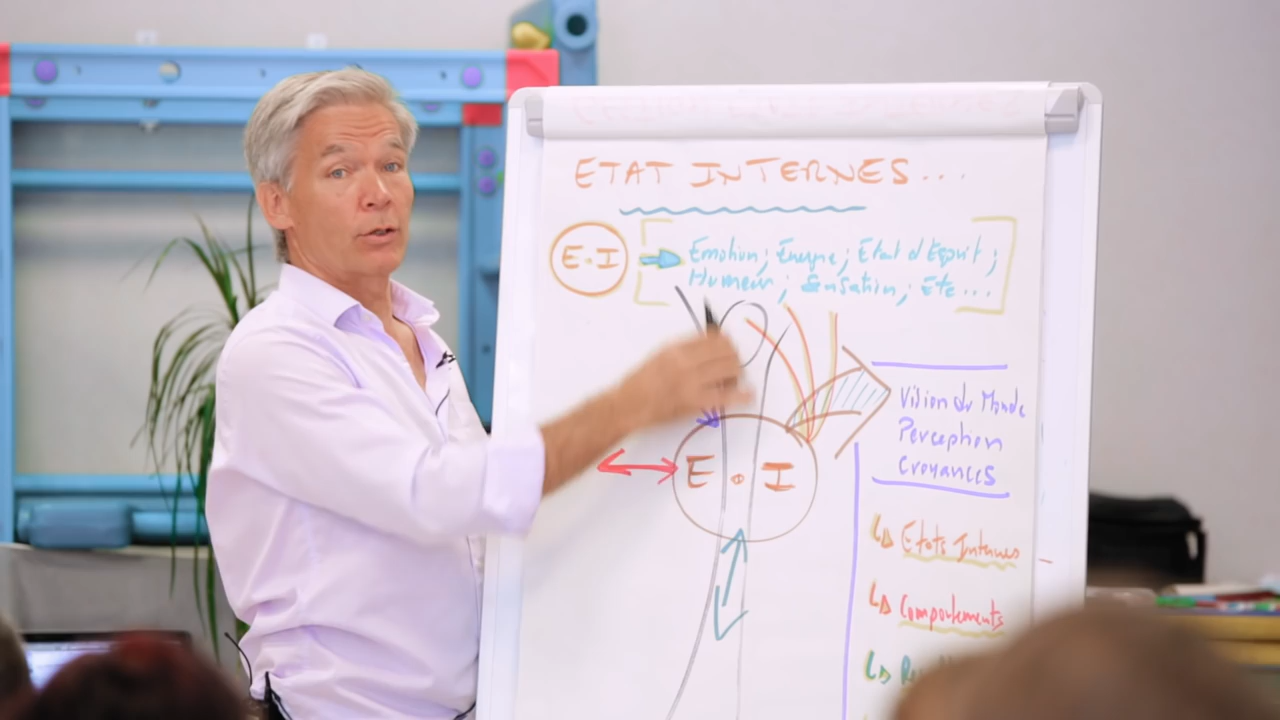 ETAT INTERNES...
E.I
Emotion; Energie; Etat d'Esprit;
Humeur; Sensation; Etc...
E.I
Vision du Monde
Perception
Croyances
Etats Internes
Comportements